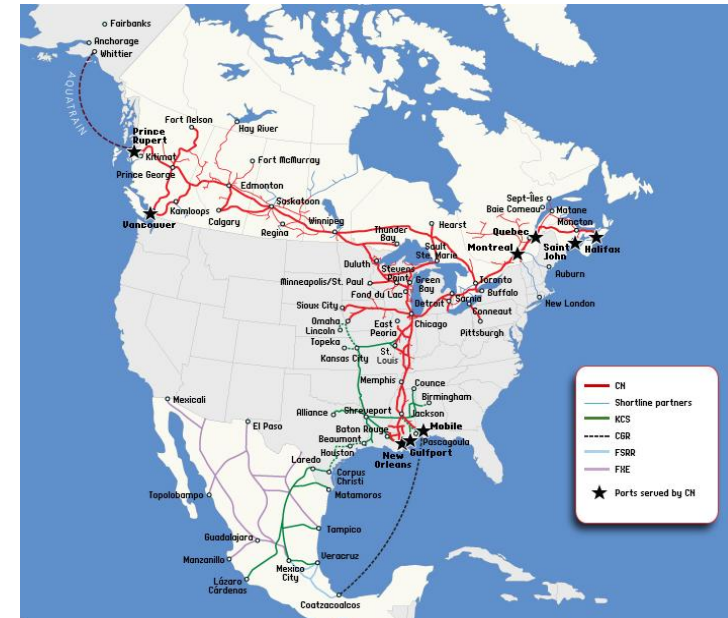 Fairbanks
Anchorage
Whittier
AQUATRAIN
Fort Nelson
Hay River
Prince
Rupert
Kitimat
Fort McMurray
Prince George
Edmonton
Saskatoon
Vancouver
Kamloops
Calgary
Regina
Winnipeg
Thunder
Bay
Hearst
Sept-Iles
Baie Comeau
Matane
Moncton
Quebec
Montreal
Saint
John
Halifax
Sault
Ste. Marie
Duluth
Stevens
Point
Green
Bay
Minneapolis/St. Paul
Fond du Lac
Toronto
Buffalo
Auburn
New London
Sarnia
Detroit
Conneaut
Pittsburgh
Sioux City
Omaha
Lincoln
Topeka
Kansas City
East
Peoria
Chicago
St.
Louis
Memphis
Counce
Birmingham
Alliance
Shreveport
Jackson
Baton Rouge
Mobile
Pascagoula
Beaumont
Houston
New
Orleans
Gulfport
Mexicali
El Paso
Laredo
Corpus
Christi
Matamoros
Topolobampo
Tampico
Guadalajara
Manzanillo
Veracruz
Mexico
City
Lázaro
Cárdenas
Coatzacoalcos
CN
Shortline partners
KCS
CGR
FSRR
FXE
Ports served by CN